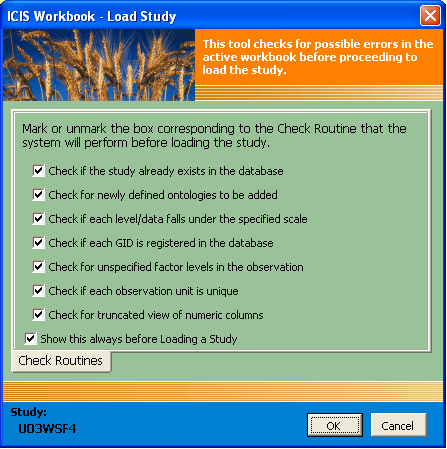 ICIS Workbook - Load Study
This tool checks for possible errors in the
active workbook before proceeding to
load the study.
Mark or unmark the box corresponding to the Check Routine that the
system will perform before loading the study.
Check if the study already exists in the database
Check for newly defined ontologies to be added
Check if each level/data falls under the specified scale
Check if each GID is registered in the database
Check for unspecified factor levels in the observation
Check if each observation unit is unique
Check for truncated view of numeric columns
Show this always before Loading a Study
Check Routines
Study:
U03WSF4
OK
Cancel